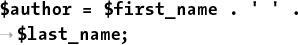 $author = $first_name . ' ' .
→$last_name;